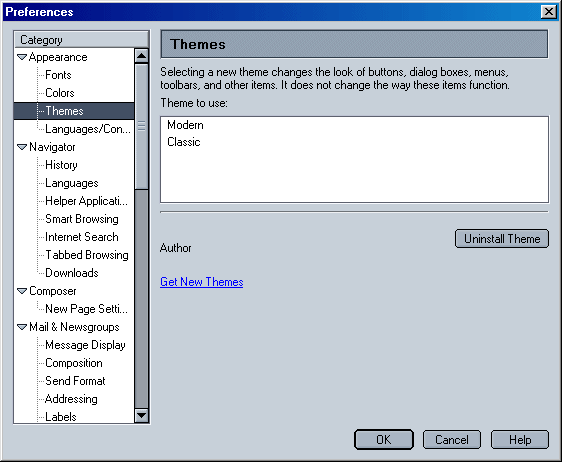 Preferences
Category
Appearance
Fonts
Colors
Themes
Languages/Con...
Navigator
History
Languages
Helper Applicati...
Smart Browsing
Internet Search
Tabbed Browsing
Downloads
Composer
New Page Setti...
Mail & Newsgroups
Message Display
Composition
Send Format
Addressing
Labels
Themes
Selecting a new theme changes the look of buttons, dialog boxes, menus,
toolbars, and other items. It does not change the way these items function.
Theme to use:
Modern
Classic
Uninstall Theme
Author
Get New Themes
OK
Cancel
Help